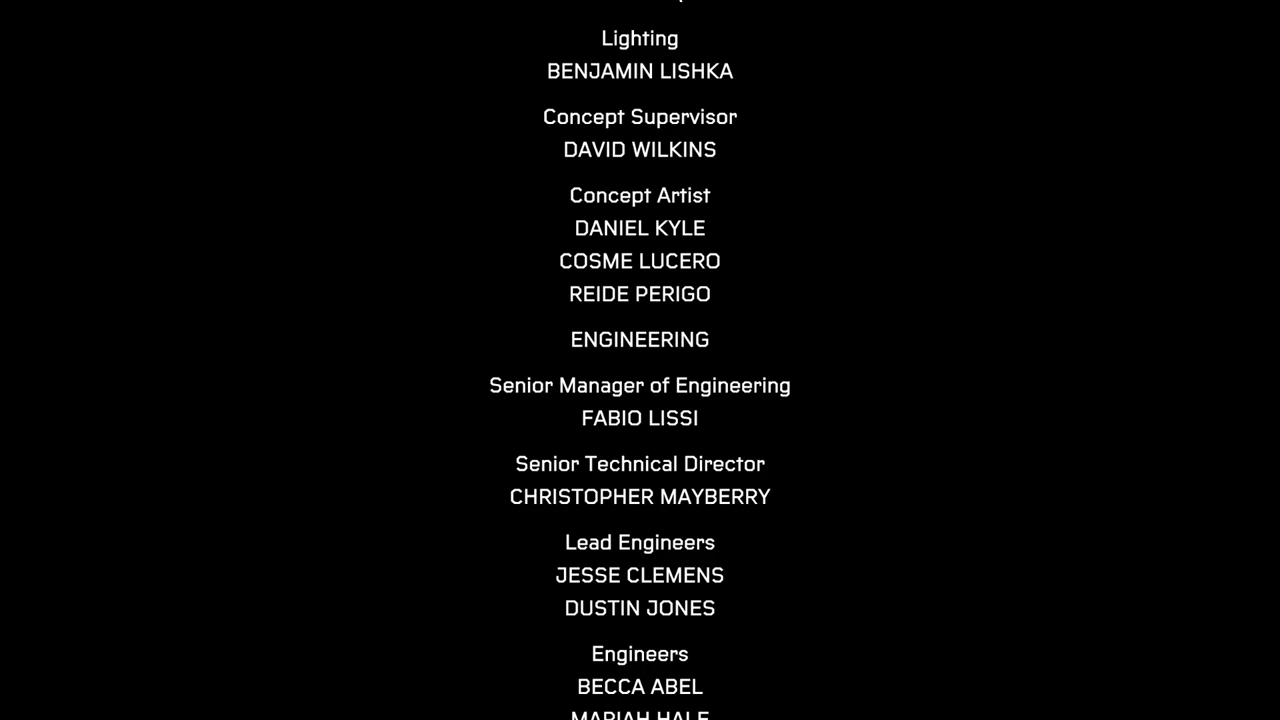 Lighting
BENJAMIN LISHKA
Concept Supervisor
DAVID WILKINS
Concept Artist
DANIEL KYLE
COSME LUCERO
REIDE PERIGO
ENGINEERING
Senior Manager of Engineering
FABIO LISSI
Senior Technical Director
CHRISTOPHER MAYBERRY
Lead Engineers
JESSE CLEMENS
DUSTIN JONES
Engineers
BECCA ABEL
MARIAH HALE